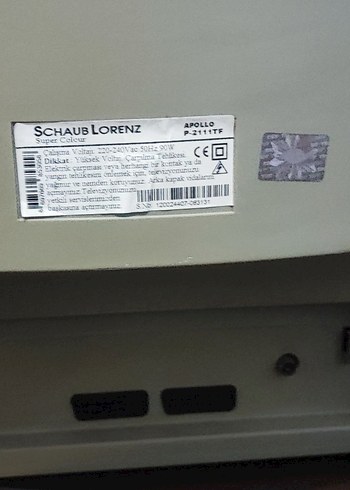 SCHAUB LORENZ
Super Colour
APOLLO
P-2111TF
Çalışma Voltajı: 220-240Vac 50Hz 90W
Dikkat: Yüksek Voltaj, Çarpılma Tehlikesi.
Elektrik çarpması veya herhangi bir kontak ya da
yangın tehlikesini önlemek için, televizyonunuzu
yağmur ve nemden koruyunuz. Arka kapak vidalarını
açmayınız. Televizyonunuzu
yetkili servislerimizden
başkasına açtırmayınız.
CE
S.NR: 120024407-083131